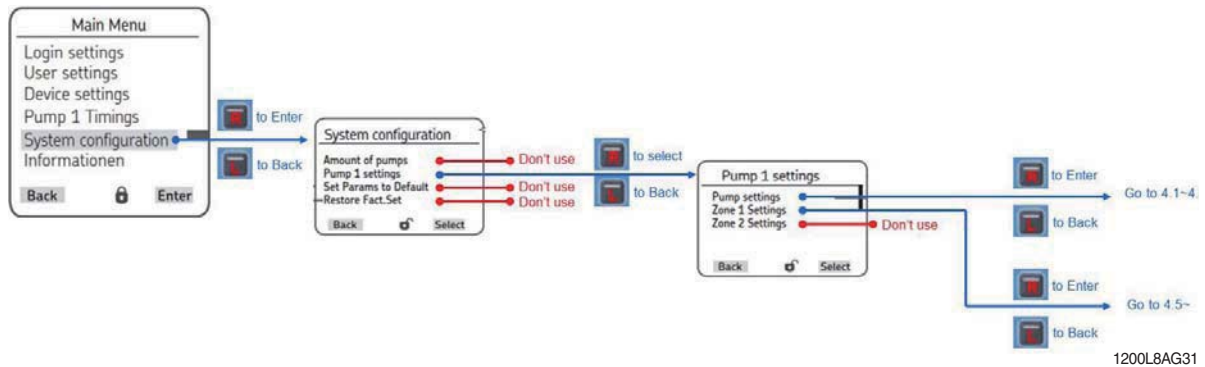 Main Menu
Login settings
User settings
Device settings
Pump 1 Timings
System configuration
Informationen
Back Enter
R to Enter
L to Back
System configuration
Amount of pumps Don't use
Pump 1 settings
Set Params to Default Don't use
Restore Fact.Set Don't use
Back Select
R to select
L to Back
Pump 1 settings
Pump settings
Zone 1 Settings
Zone 2 Settings Don't use
Back Select
R to Enter
Go to 4.1~4.
L to Back
R to Enter
Go to 4.5~
L to Back
1200L8AG31